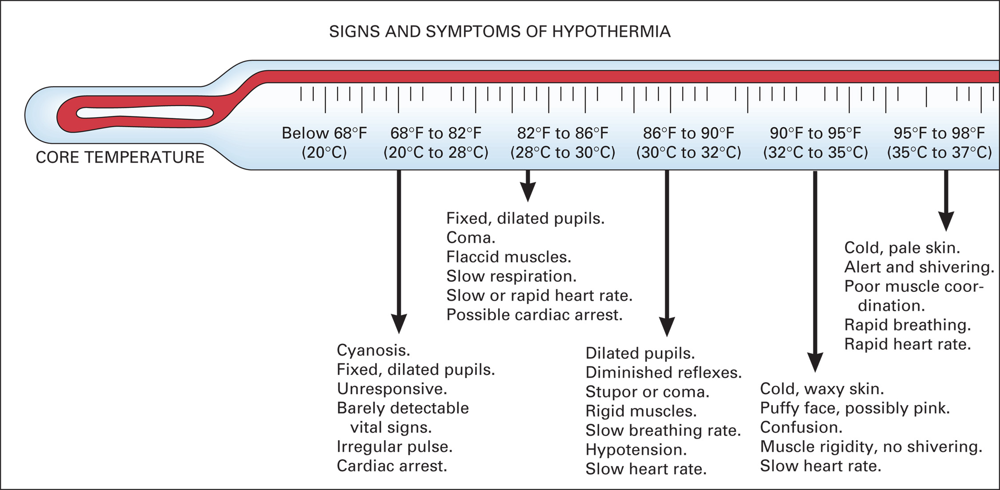 SIGNS AND SYMPTOMS OF HYPOTHERMIA
Below 68°F
(20°C)
68°F to 82°F
(20°C to 28°C)
82°F to 86°F
(28°C to 30°C)
86°F to 90°F
(30°C to 32°C)
90°F to 95°F
(32°C to 35°C)
95°F to 98°F
(35°C to 37°C)
CORE TEMPERATURE
Cyanosis.
Fixed, dilated pupils.
Unresponsive.
Barely detectable
vital signs.
Irregular pulse.
Cardiac arrest.
Fixed, dilated pupils.
Coma.
Flaccid muscles.
Slow respiration.
Slow or rapid heart rate.
Possible cardiac arrest.
Dilated pupils.
Diminished reflexes.
Stupor or coma.
Rigid muscles.
Slow breathing rate.
Hypotension.
Slow heart rate.
Cold, waxy skin.
Puffy face, possibly pink.
Confusion.
Muscle rigidity, no shivering.
Slow heart rate.
Cold, pale skin.
Alert and shivering.
Poor muscle coor-
dination.
Rapid breathing.
Rapid heart rate.